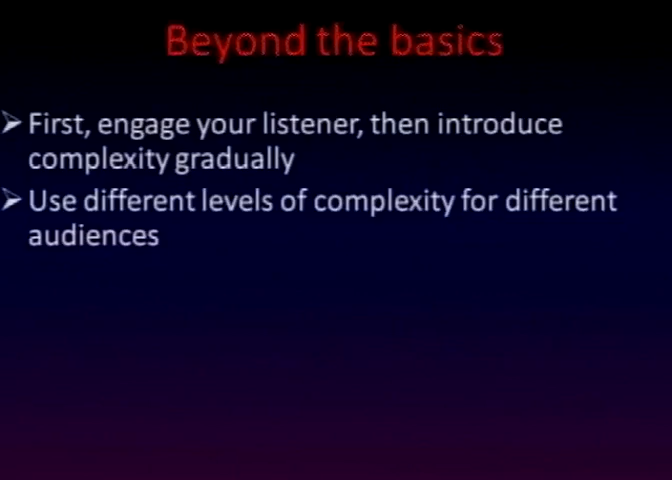 Beyond the basics
➢ First, engage your listener, then introduce
complexity gradually
➢ Use different levels of complexity for different
audiences